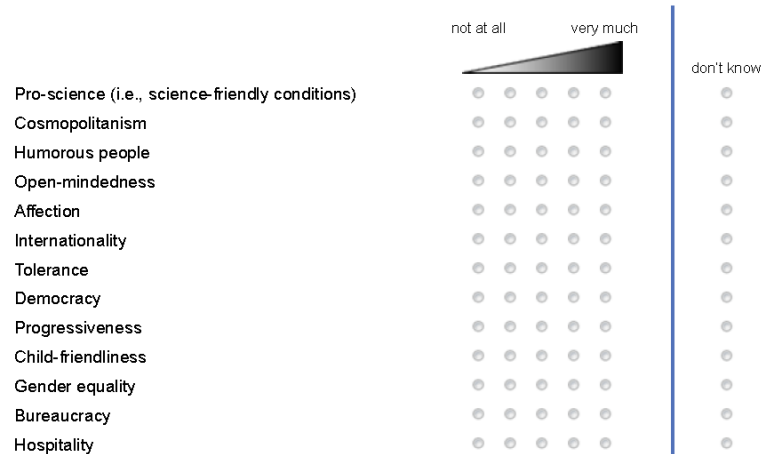 not at all very much
don't know
Pro-science (i.e., science-friendly conditions)
Cosmopolitanism
Humorous people
Open-mindedness
Affection
Internationality
Tolerance
Democracy
Progressiveness
Child-friendliness
Gender equality
Bureaucracy
Hospitality